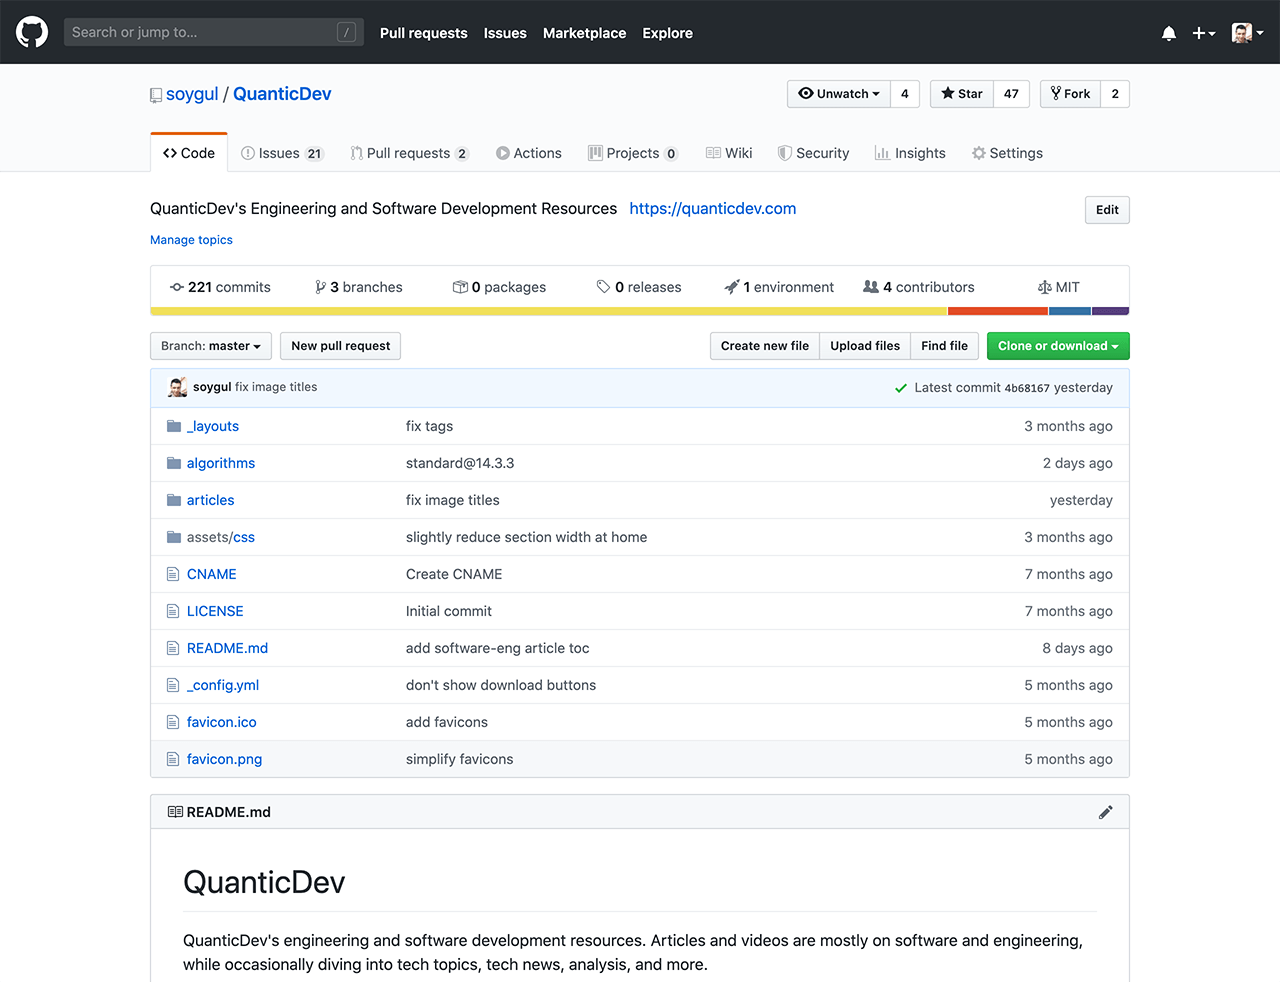 Search or jump to... / Pull requests Issues Marketplace Explore
soygul / QuanticDev Unwatch 4 Star 47 Fork 2
Code Issues 21 Pull requests 2 Actions Projects 0 Wiki Security Insights Settings
QuanticDev's Engineering and Software Development Resources https://quanticdev.com Edit
Manage topics
221 commits 3 branches 0 packages 0 releases 1 environment 4 contributors MIT
Branch: master New pull request Create new file Upload files Find file Clone or download
soygul fix image titles Latest commit 4b68167 yesterday
_layouts fix tags 3 months ago
algorithms standard@14.3.3 2 days ago
articles fix image titles yesterday
assets/css slightly reduce section width at home 3 months ago
CNAME Create CNAME 7 months ago
LICENSE Initial commit 7 months ago
README.md add software-eng article toc 8 days ago
_config.yml don't show download buttons 5 months ago
favicon.ico add favicons 5 months ago
favicon.png simplify favicons 5 months ago
README.md
QuanticDev
QuanticDev's engineering and software development resources. Articles and videos are mostly on software and engineering,
while occasionally diving into tech topics, tech news, analysis, and more.